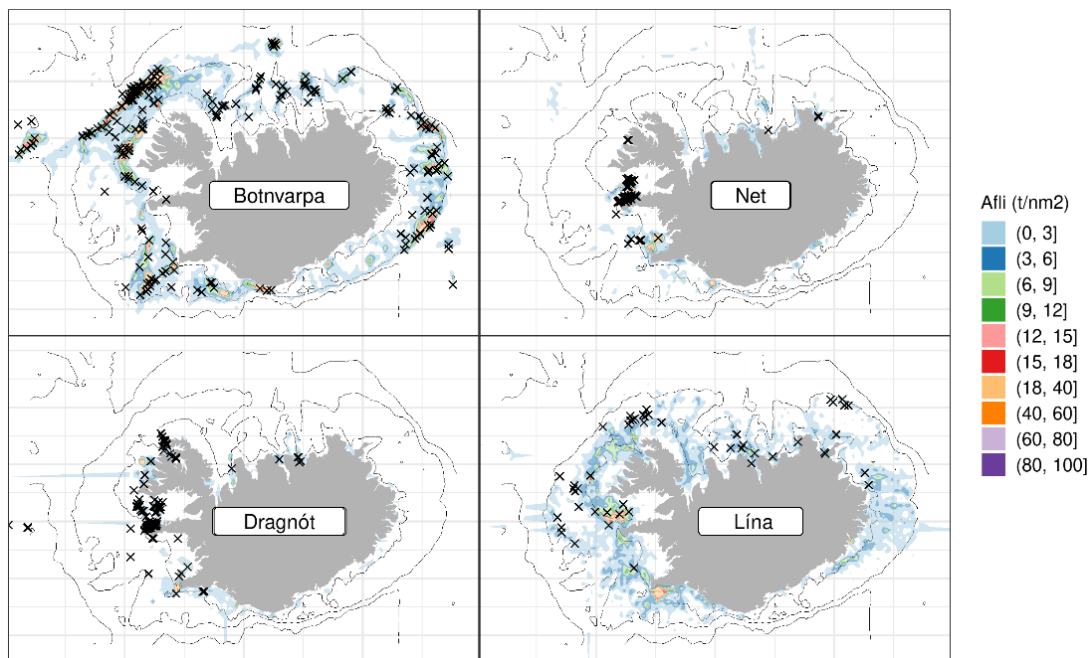 Botnvarpa
Net
Dragnót
Lína
Afli (t/nm2)
(0, 3]
(3, 6]
(6, 9]
(9, 12]
(12, 15]
(15, 18]
(18, 40]
(40, 60]
(60, 80]
(80, 100]